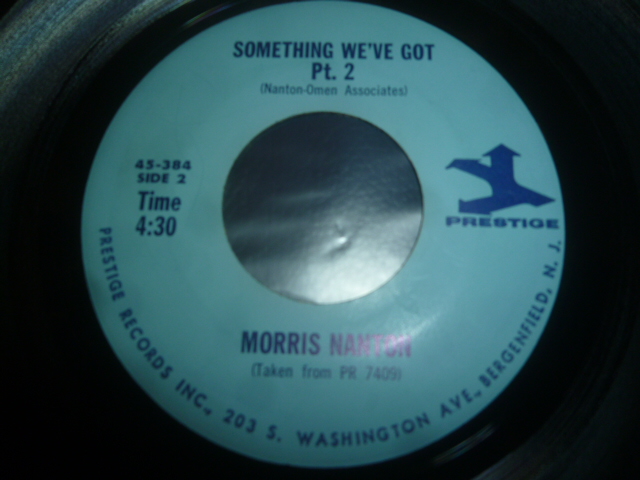 SOMETHING WE'VE GOT
Pt. 2
(Nanton-Omen Associates)
45-384
SIDE 2
Time
4:30
PRESTIGE
MORRIS NANTON
(Taken from PR 7409)
PRESTIGE RECORDS INC., 203 S. WASHINGTON AVE., BERGENFIELD, N. J.